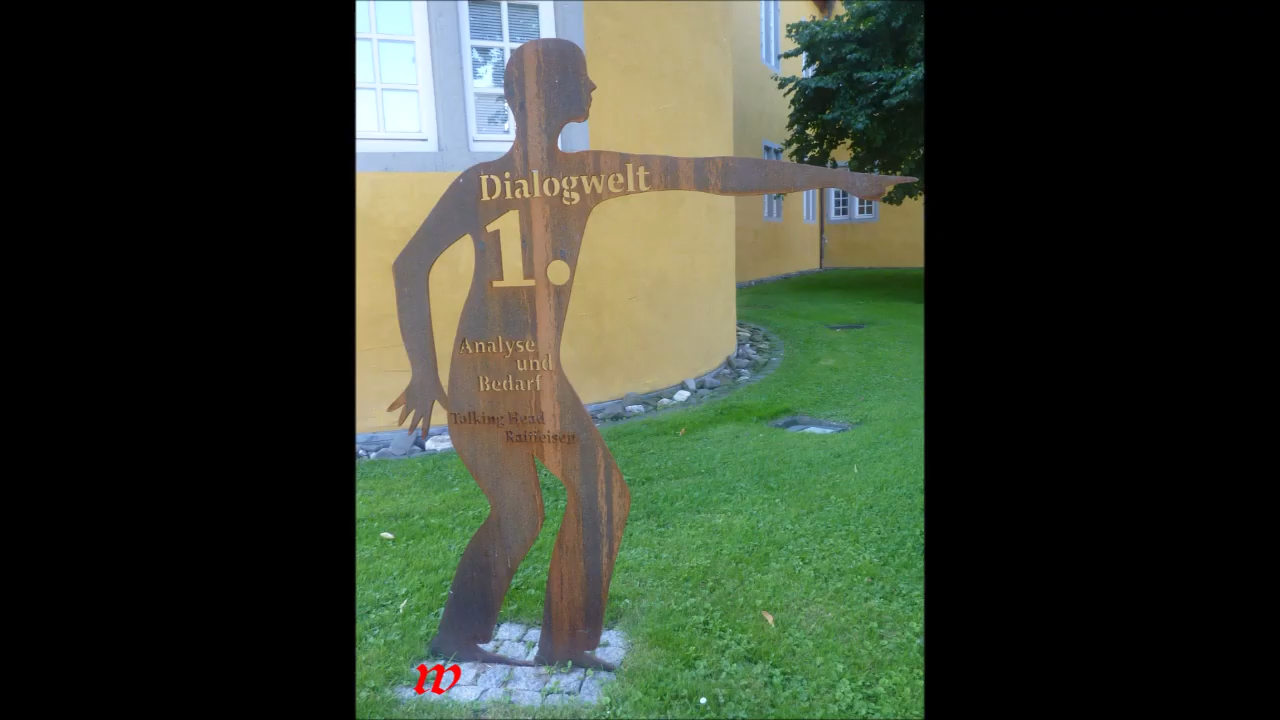 Dialogwelt
1.
Analyse
und
Bedarf
Talking Head
Raiffeisen
w